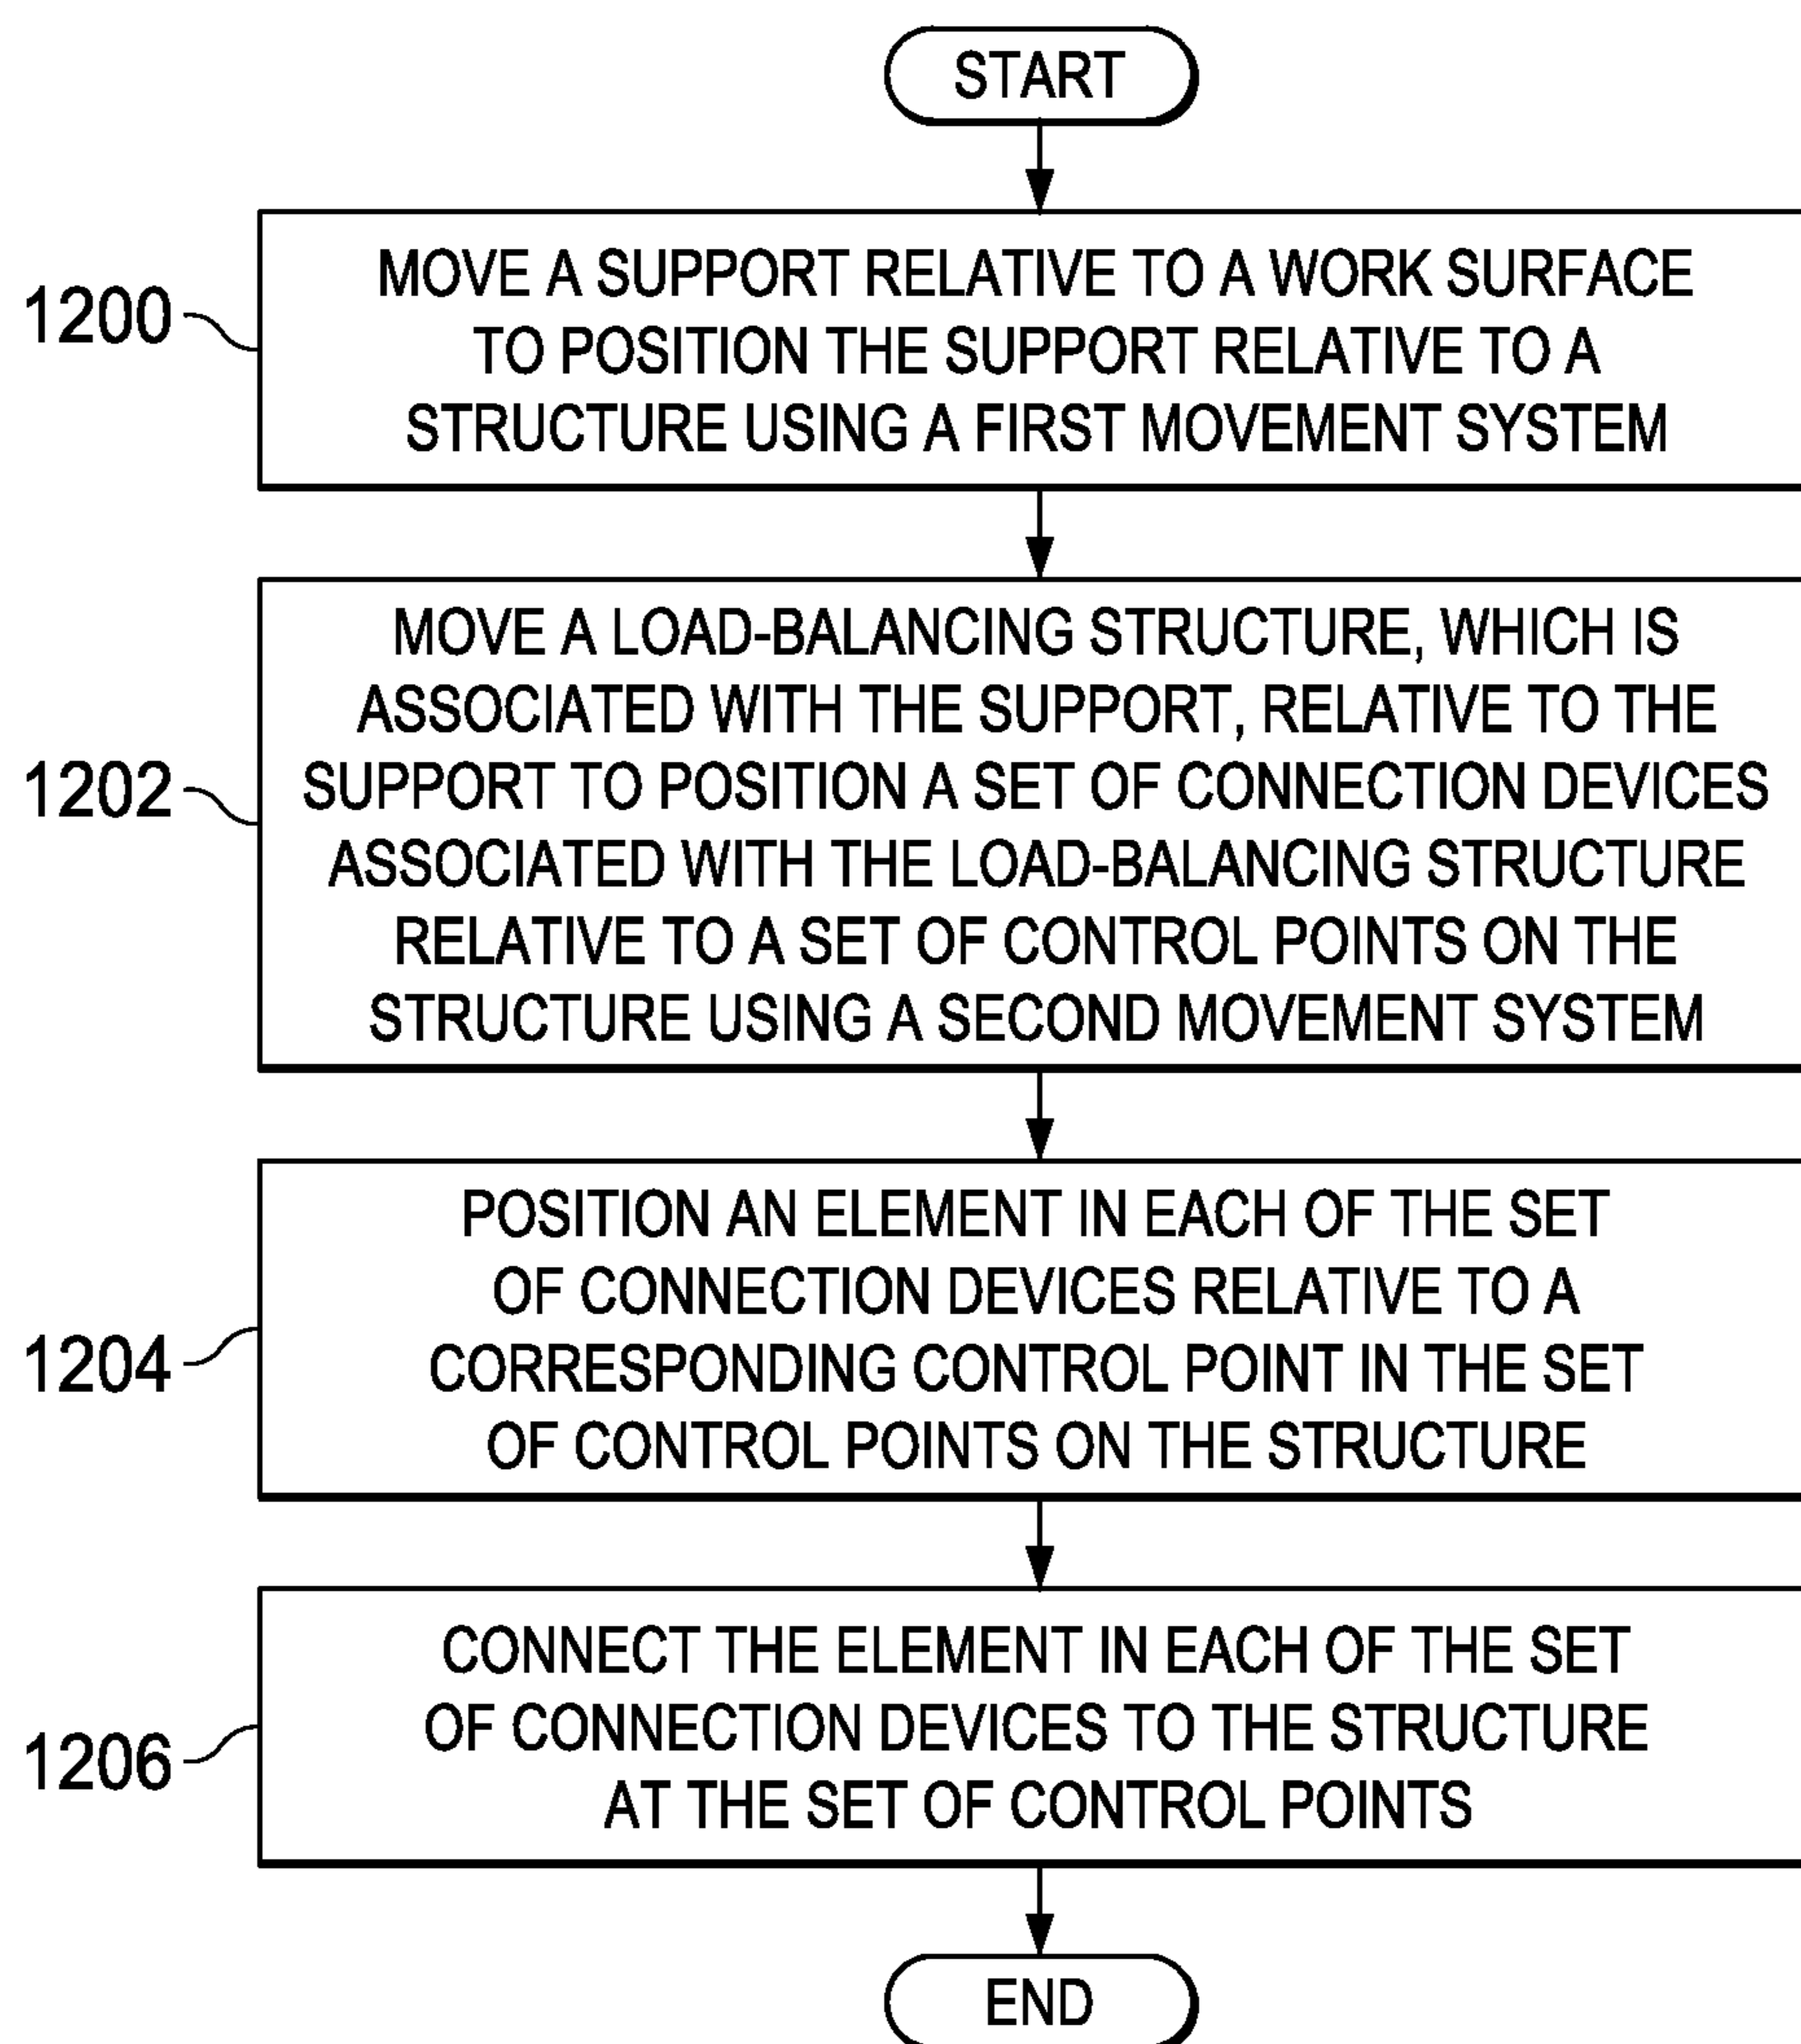 START
1200
MOVE A SUPPORT RELATIVE TO A WORK SURFACE
TO POSITION THE SUPPORT RELATIVE TO A
STRUCTURE USING A FIRST MOVEMENT SYSTEM
1202
MOVE A LOAD-BALANCING STRUCTURE, WHICH IS
ASSOCIATED WITH THE SUPPORT, RELATIVE TO THE
SUPPORT TO POSITION A SET OF CONNECTION DEVICES
ASSOCIATED WITH THE LOAD-BALANCING STRUCTURE
RELATIVE TO A SET OF CONTROL POINTS ON THE
STRUCTURE USING A SECOND MOVEMENT SYSTEM
1204
POSITION AN ELEMENT IN EACH OF THE SET
OF CONNECTION DEVICES RELATIVE TO A
CORRESPONDING CONTROL POINT IN THE SET
OF CONTROL POINTS ON THE STRUCTURE
1206
CONNECT THE ELEMENT IN EACH OF THE SET
OF CONNECTION DEVICES TO THE STRUCTURE
AT THE SET OF CONTROL POINTS
END